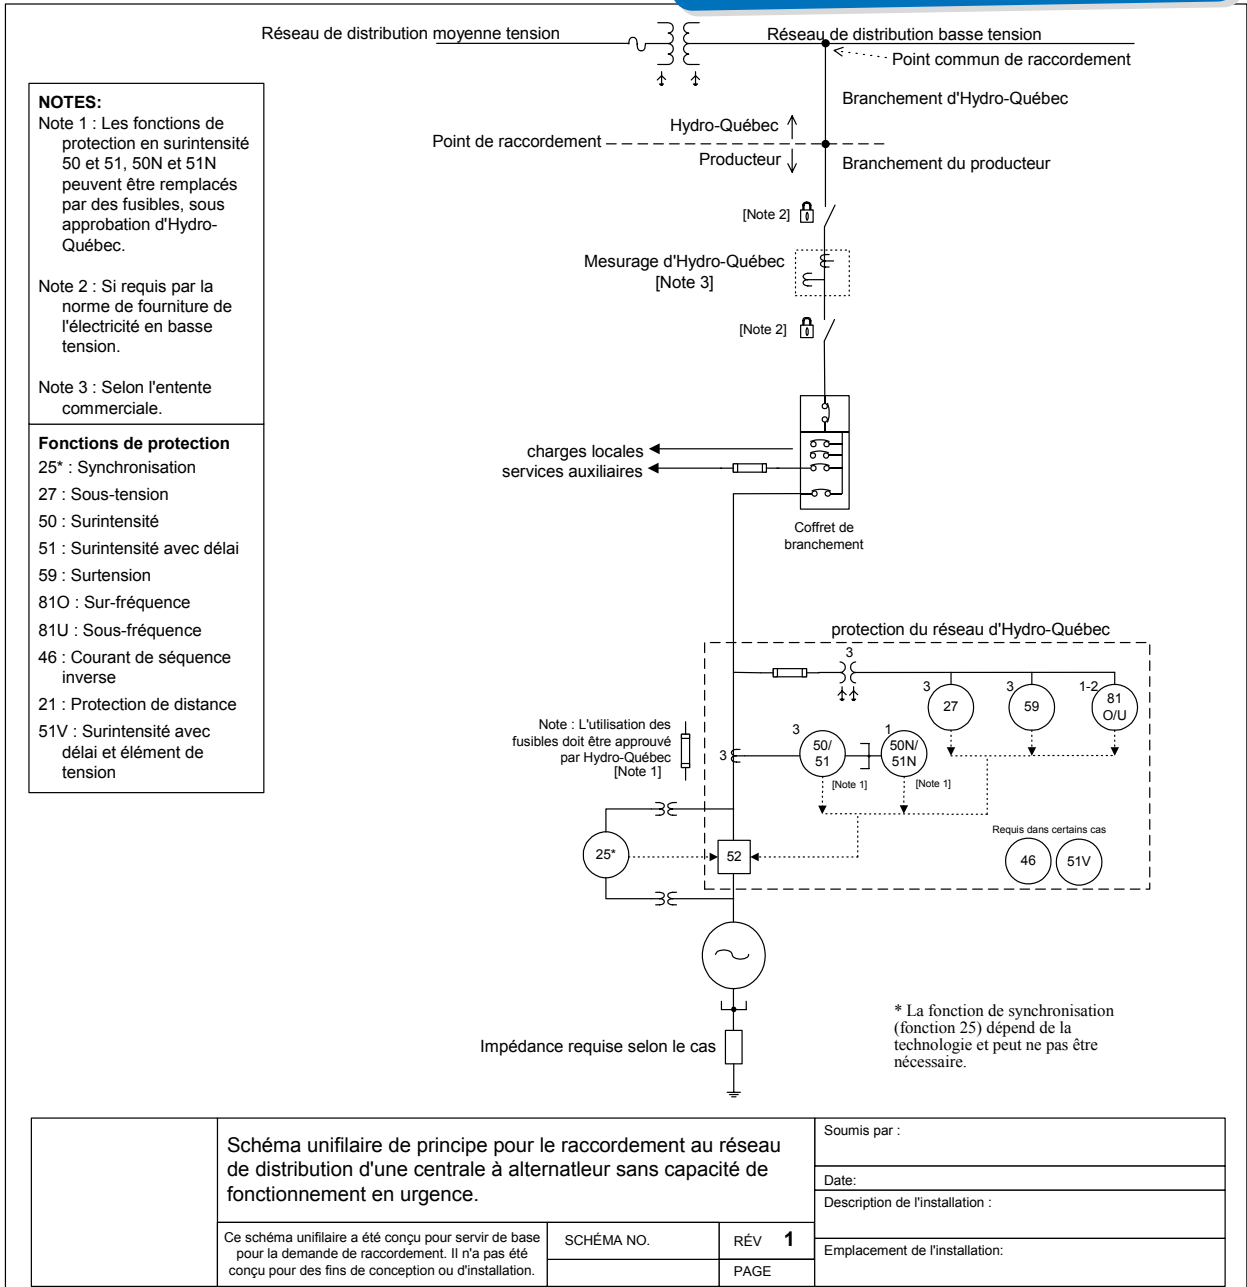 Réseau de distribution moyenne tension
Réseau de distribution basse tension
Point commun de raccordement
Branchement d'Hydro-Québec
Hydro-Québec
Point de raccordement
Producteur
Branchement du producteur
NOTES:
Note 1 : Les fonctions de
protection en surintensité
50 et 51, 50N et 51N
peuvent être remplacés
par des fusibles, sous
approbation d'Hydro-
Québec.
Note 2 : Si requis par la
norme de fourniture de
l'électricité en basse
tension.
Note 3 : Selon l'entente
commerciale.
Fonctions de protection
25* : Synchronisation
27 : Sous-tension
50 : Surintensité
51 : Surintensité avec délai
59 : Surtension
81O : Sur-fréquence
81U : Sous-fréquence
46 : Courant de séquence
inverse
21 : Protection de distance
51V : Surintensité avec
délai et élément de
tension
[Note 2]
Mesurage d'Hydro-Québec
[Note 3]
[Note 2]
charges locales
services auxiliaires
Coffret de
branchement
protection du réseau d'Hydro-Québec
3
3
27
3
59
1-2
81
O/U
Note : L'utilisation des
fusibles doit être approuvé
par Hydro-Québec
[Note 1]
3
3
50/
51
[Note 1]
1
50N/
51N
[Note 1]
Requis dans certains cas
46
51V
25*
52
Impédance requise selon le cas
* La fonction de synchronisation
(fonction 25) dépend de la
technologie et peut ne pas être
nécessaire.
Schéma unifilaire de principe pour le raccordement au réseau
de distribution d'une centrale à alternatleur sans capacité de
fonctionnement en urgence.
Ce schéma unifilaire a été conçu pour servir de base
pour la demande de raccordement. Il n'a pas été
conçu pour des fins de conception ou d'installation.
SCHÉMA NO.
RÉV 1
PAGE
Soumis par :
Date:
Description de l'installation :
Emplacement de l'installation: